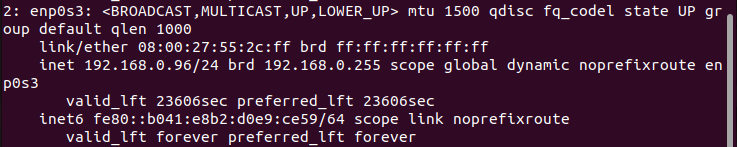 2: enp0s3: <BROADCAST,MULTICAST,UP,LOWER_UP> mtu 1500 qdisc fq_codel state UP gr
oup default qlen 1000
    link/ether 08:00:27:55:2c:ff brd ff:ff:ff:ff:ff:ff
    inet 192.168.0.96/24 brd 192.168.0.255 scope global dynamic noprefixroute en
p0s3
       valid_lft 23606sec preferred_lft 23606sec
    inet6 fe80::b041:e8b2:d0e9:ce59/64 scope link noprefixroute
       valid_lft forever preferred_lft forever